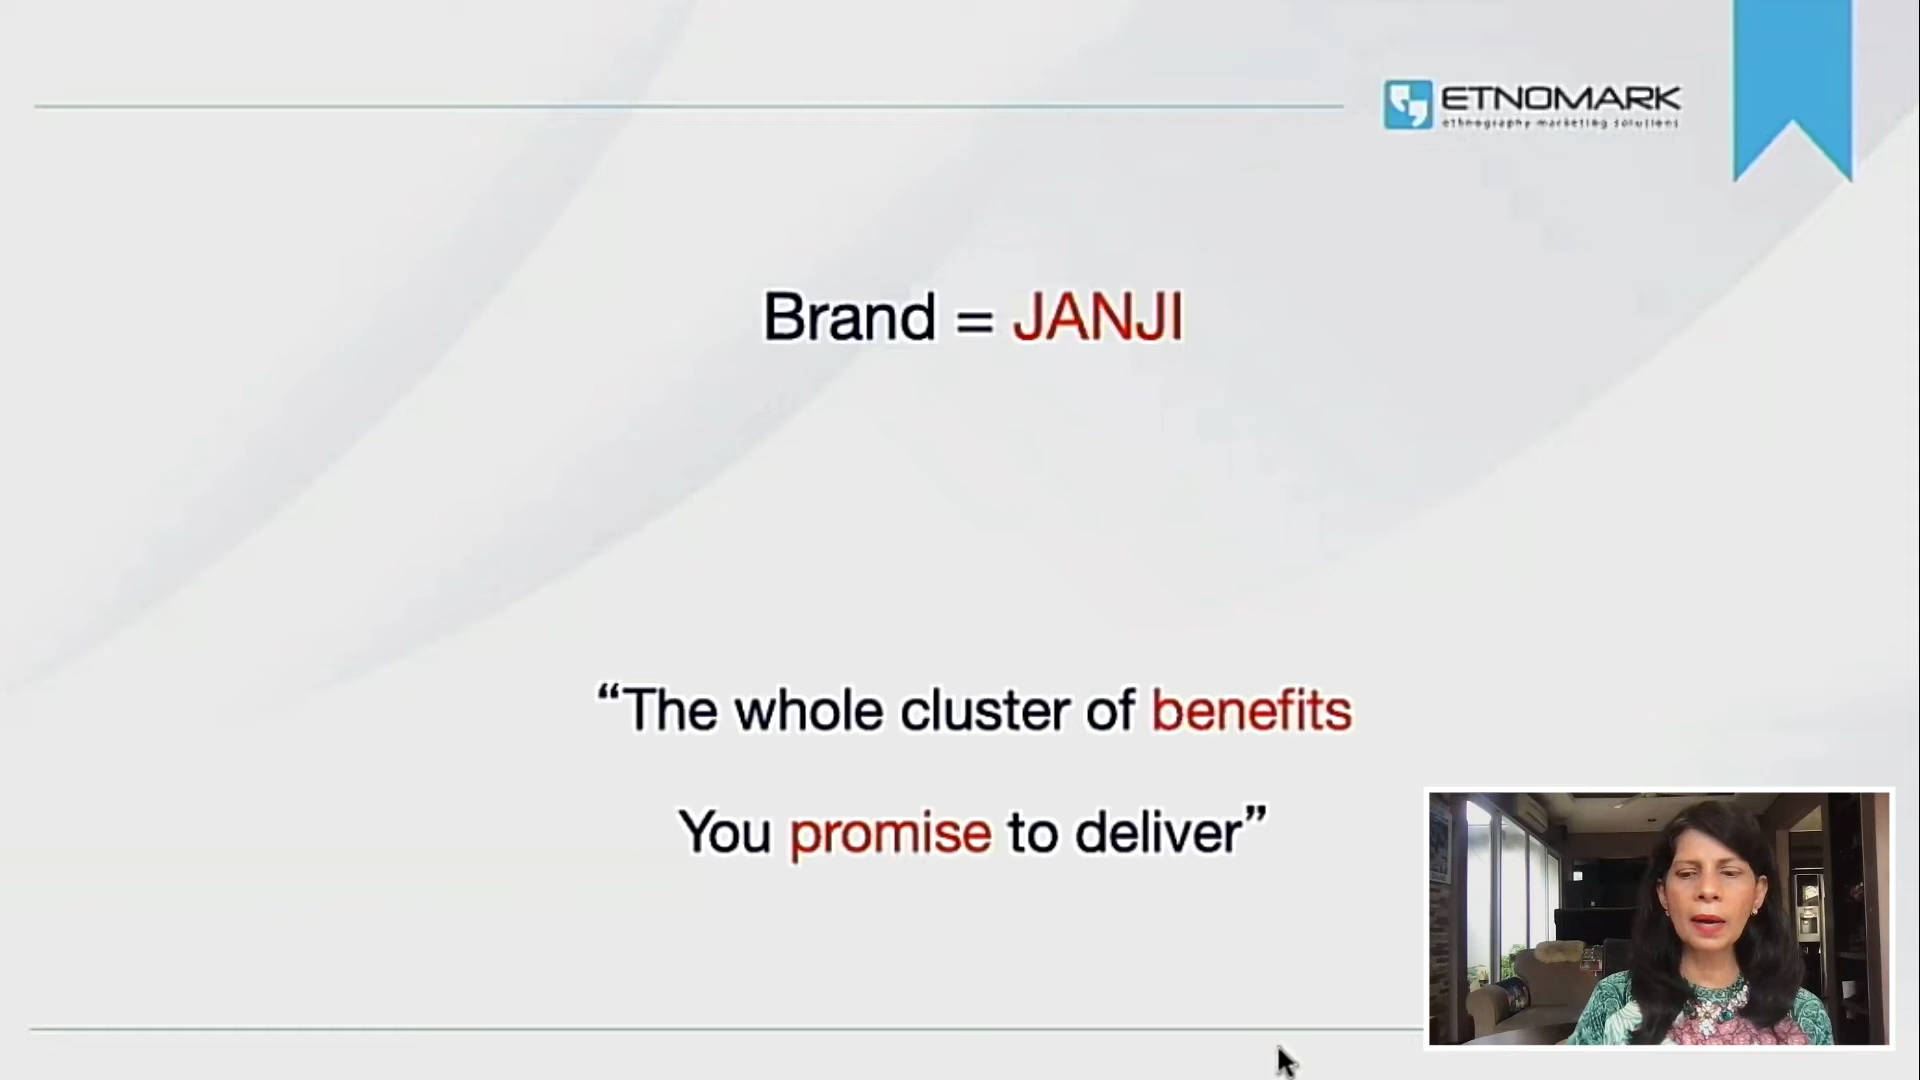 ETNOMARK
ethnography marketing solutions
Brand = JANJI
“The whole cluster of benefits
You promise to deliver”